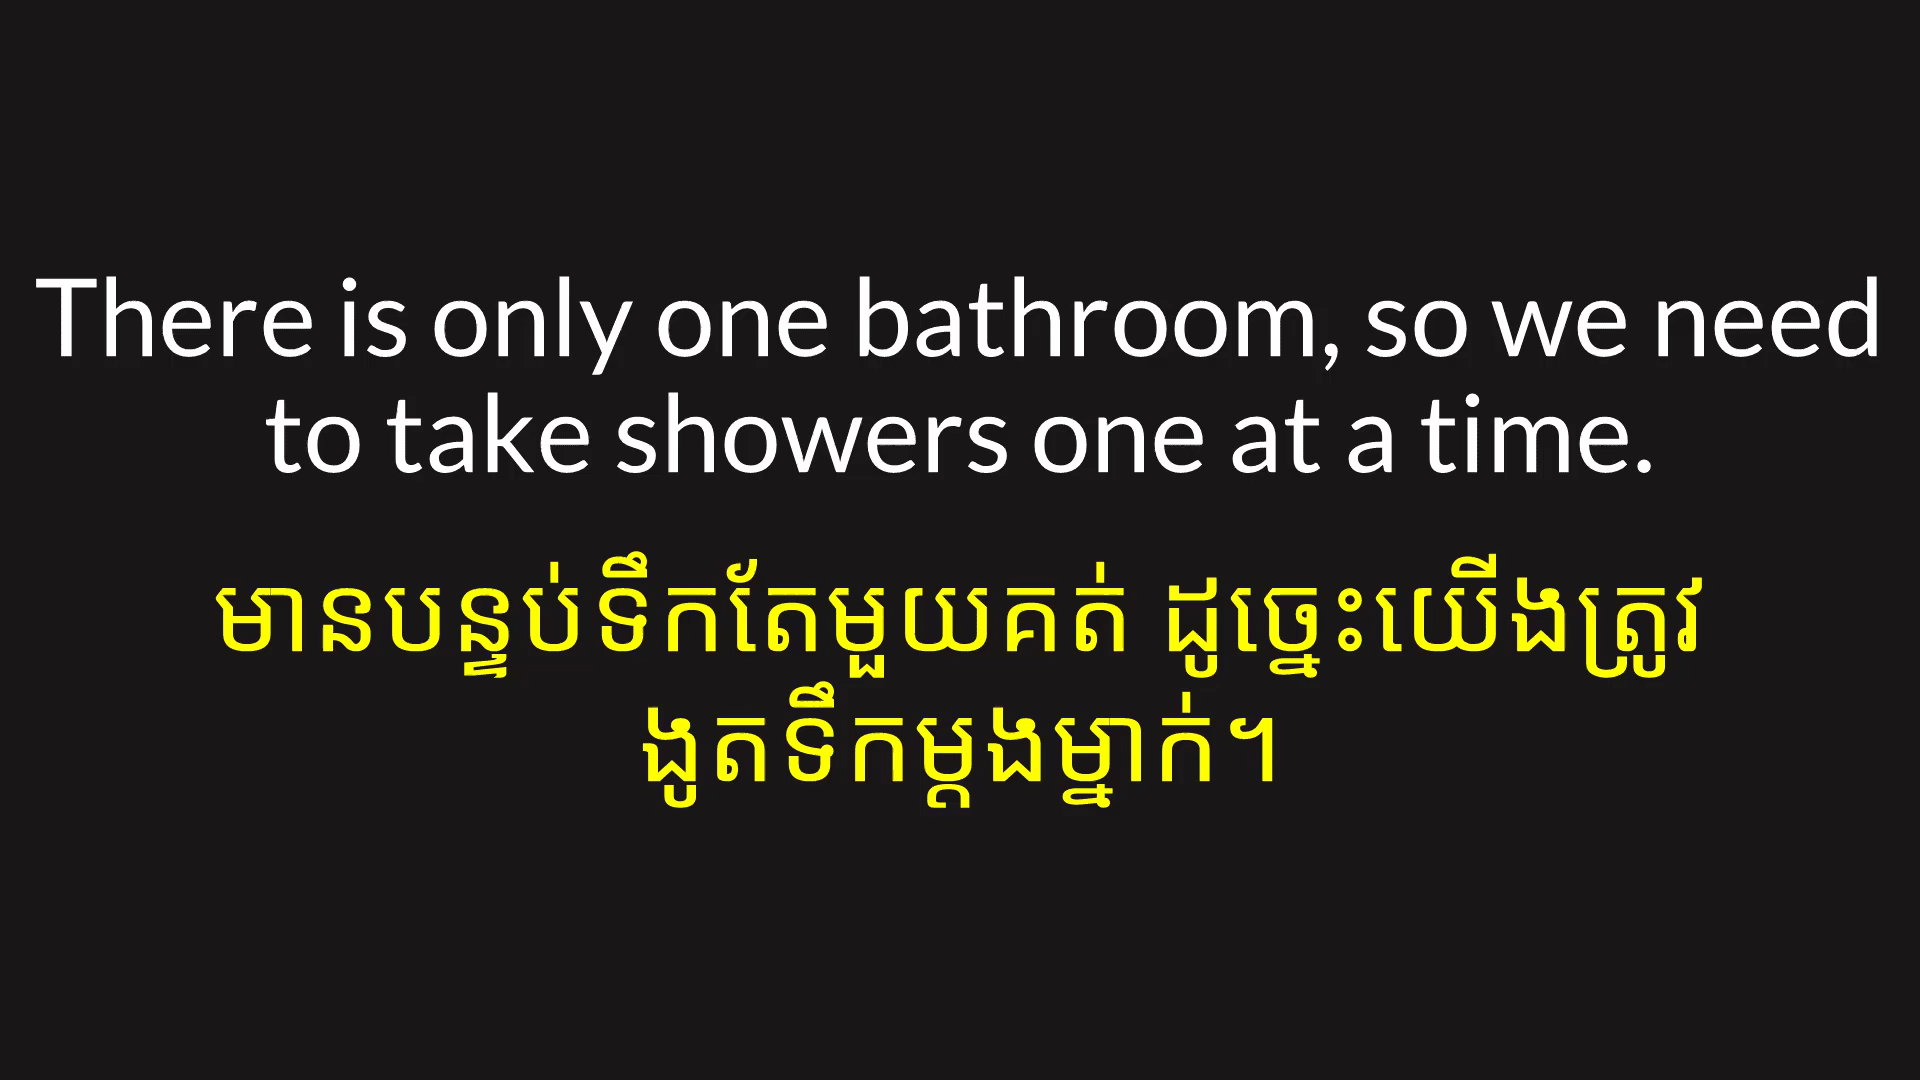 There is only one bathroom, so we need
to take showers one at a time.
មានបន្ទប់ទឹកតែមួយគត់ ដូច្នេះយើងត្រូវ
ងូតទឹកម្តងម្នាក់។